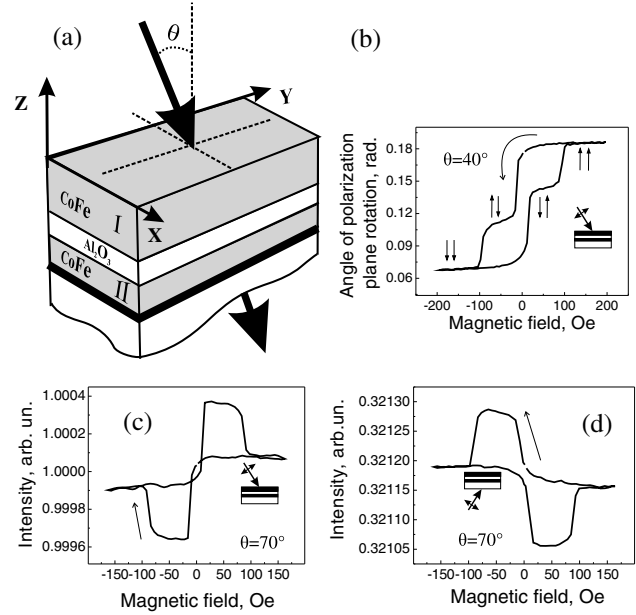 (a)
θ
Z
Y
X
CoFe
I
Al₂O₃
CoFe
II
(b)
Angle of polarization
plane rotation, rad.
0.18
0.15
0.12
0.09
0.06
θ=40°
-200 -100 0 100 200
Magnetic field, Oe
(c)
Intensity, arb. un.
1.0004
1.0002
1.0000
0.9998
0.9996
θ=70°
-150-100 -50 0 50 100 150
Magnetic field, Oe
(d)
Intensity, arb.un.
0.32130
0.32125
0.32120
0.32115
0.32110
0.32105
θ=70°
-150-100 -50 0 50 100 150
Magnetic field, Oe